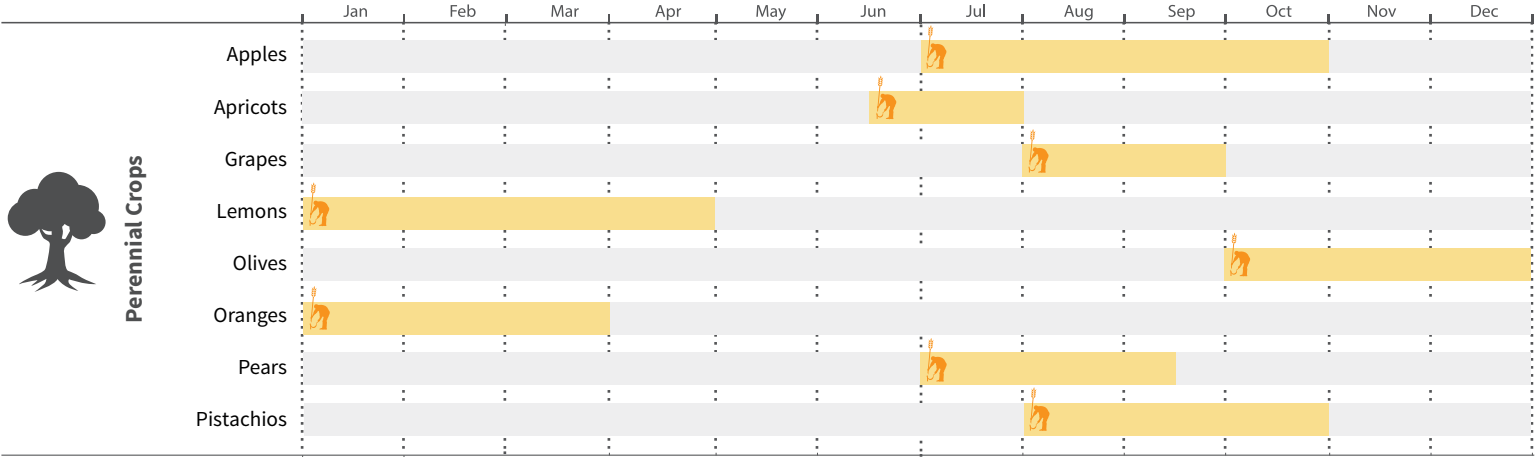 Jan Feb Mar Apr May Jun Jul Aug Sep Oct Nov Dec
Perennial Crops
Apples
Apricots
Grapes
Lemons
Olives
Oranges
Pears
Pistachios